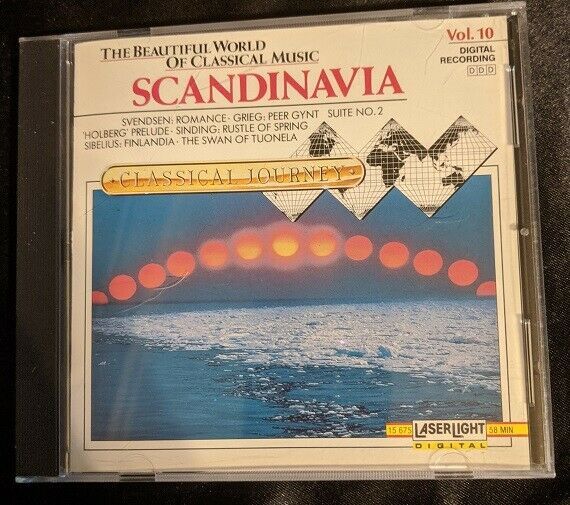 THE BEAUTIFUL WORLD
OF CLASSICAL MUSIC
Vol. 10
DIGITAL
RECORDING
DDD
SCANDINAVIA
SVENDSEN: ROMANCE · GRIEG: PEER GYNT SUITE NO. 2
'HOLBERG' PRELUDE · SINDING: RUSTLE OF SPRING
SIBELIUS: FINLANDIA · THE SWAN OF TUONELA
· CLASSICAL JOURNEY ·
15 675 LASERLIGHT 58 MIN
DIGITAL